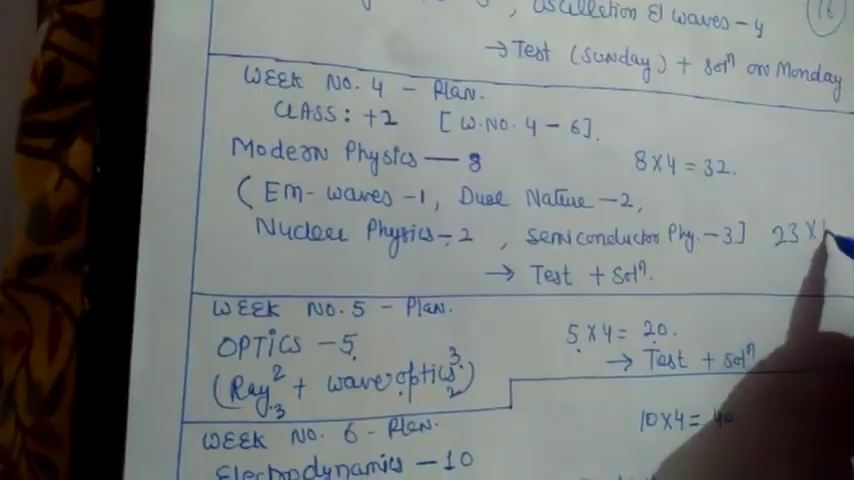 , Oscilletion & waves - 4
16
→ Test (Sunday) + solⁿ on Monday
WEEK NO. 4 - Plan.
CLASS: +2 [W.NO. 4 - 6].
Modern Physics — 8 8 x 4 = 32.
(EM- waves -1, Duel Nature -2,
Nucleer Physics - 2, semiconductor Phy. -3] 23 x
→ Test + solⁿ.
WEEK NO. 5 - Plan.
OPTICS - 5 5 x 4 = 20.
→ Test + solⁿ
(Ray 2 3 + wave optics 3 2)
10 x 4 = 40
WEEK NO. 6 - Plan.
Electrodynamics - 10